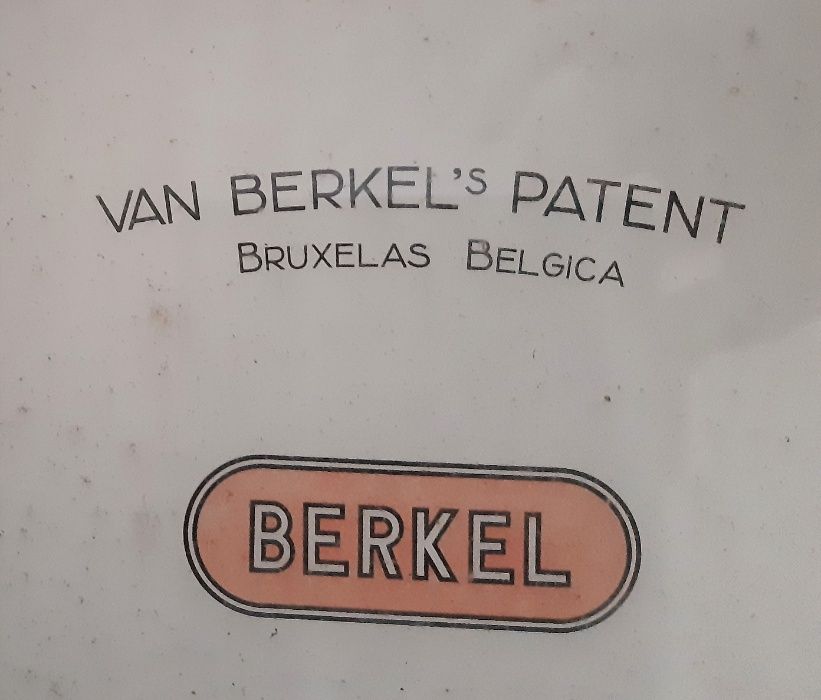 VAN BERKEL'S PATENT
BRUXELAS BELGICA
BERKEL